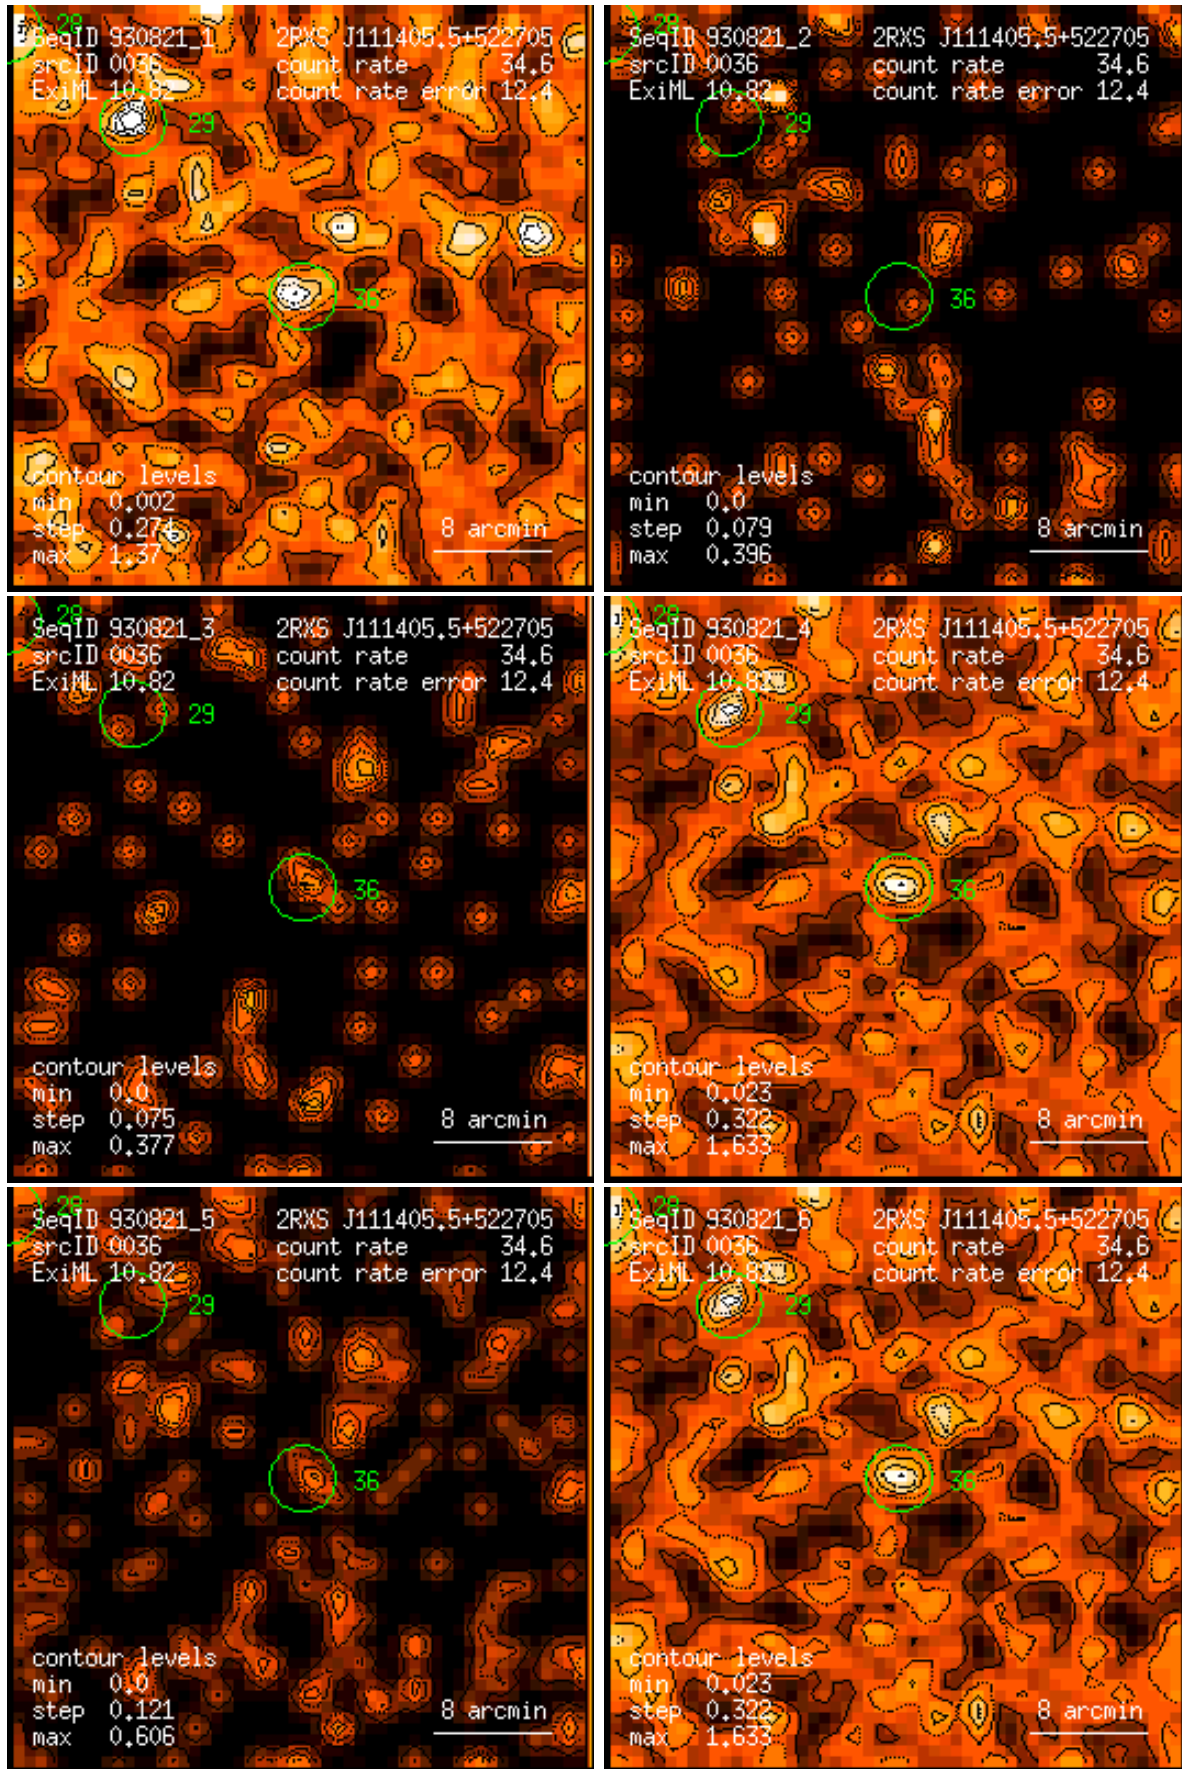 28
SeqID 930821_1 2RXS J111405.5+522705
srcID 0036 count rate 34.6
ExiML 10.82 count rate error 12.4
29
36
contour levels
min 0.002
step 0.274
max 1.37
8 arcmin
28
SeqID 930821_2 2RXS J111405.5+522705
srcID 0036 count rate 34.6
ExiML 10.82 count rate error 12.4
29
36
contour levels
min 0.0
step 0.079
max 0.396
8 arcmin
28
SeqID 930821_3 2RXS J111405.5+522705
srcID 0036 count rate 34.6
ExiML 10.82 count rate error 12.4
29
36
contour levels
min 0.0
step 0.075
max 0.377
8 arcmin
28
SeqID 930821_4 2RXS J111405.5+522705
srcID 0036 count rate 34.6
ExiML 10.82 count rate error 12.4
29
36
contour levels
min 0.023
step 0.322
max 1.633
8 arcmin
28
SeqID 930821_5 2RXS J111405.5+522705
srcID 0036 count rate 34.6
ExiML 10.82 count rate error 12.4
29
36
contour levels
min 0.0
step 0.121
max 0.606
8 arcmin
28
SeqID 930821_6 2RXS J111405.5+522705
srcID 0036 count rate 34.6
ExiML 10.82 count rate error 12.4
29
36
contour levels
min 0.023
step 0.322
max 1.633
8 arcmin